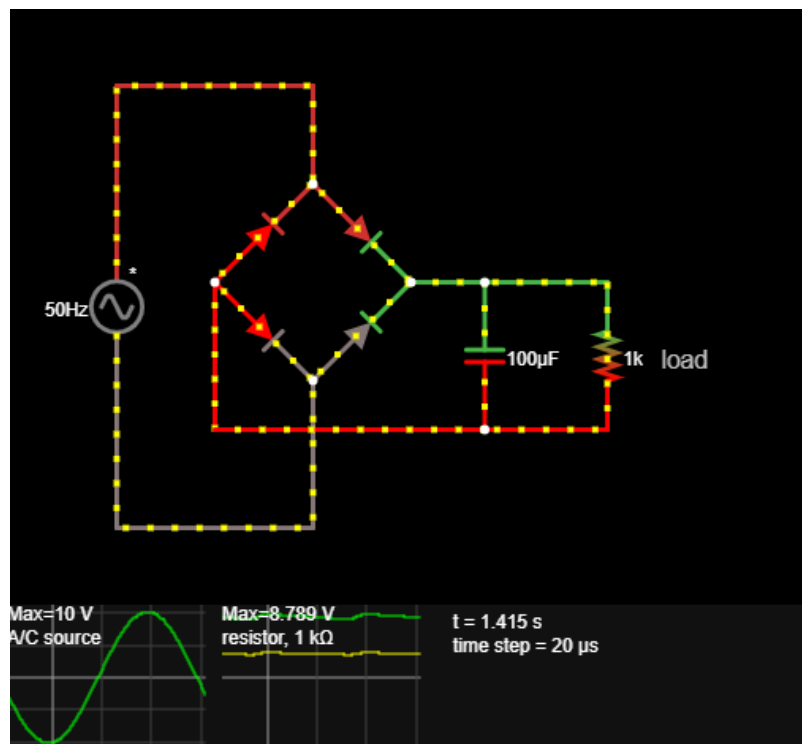 *
50Hz
100µF
1k
load
Max=10 V
A/C source
Max=8.789 V
resistor, 1 kΩ
t = 1.415 s
time step = 20 µs